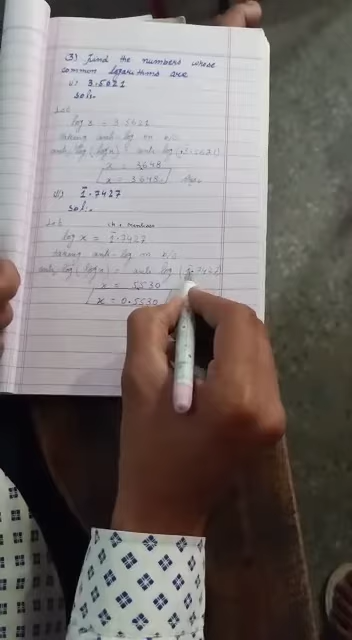 (3) Find the numbers whose
common logarithms are
(i) 3.5621
Sol:-
Let
log x = 3.5621
taking anti-log on b/s
anti log (log x) = anti-log (3.5621)
x = 3648
x = 3648. Ans.
(ii) 1̅.7427
Sol:-
Let
log x = 1̅.7427
taking anti-log on b/s
anti log (log x) = anti log (1̅.7427)
x = 5530
x = 0.5530